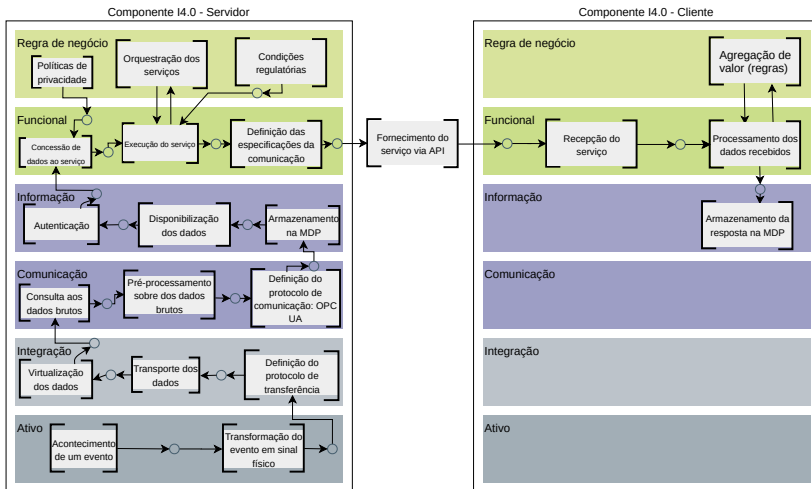 Componente I4.0 - Servidor
Componente I4.0 - Cliente
Regra de negócio
Políticas de
privacidade
Orquestração dos
serviços
Condições
regulatórias
Funcional
Concessão de
dados ao serviço
Execução do serviço
Definição das
especificações da
comunicação
Fornecimento do
serviço via API
Informação
Autenticação
Disponibilização
dos dados
Armazenamento
na MDP
Comunicação
Consulta aos
dados brutos
Pré-processamento
sobre dos dados
brutos
Definição do
protocolo de
comunicação: OPC
UA
Integração
Virtualização
dos dados
Transporte dos
dados
Definição do
protocolo de
transferência
Ativo
Acontecimento
de um evento
Transformação do
evento em sinal
físico
Regra de negócio
Agregação de
valor (regras)
Funcional
Recepção do
serviço
Processamento dos
dados recebidos
Informação
Armazenamento da
resposta na MDP
Comunicação
Integração
Ativo